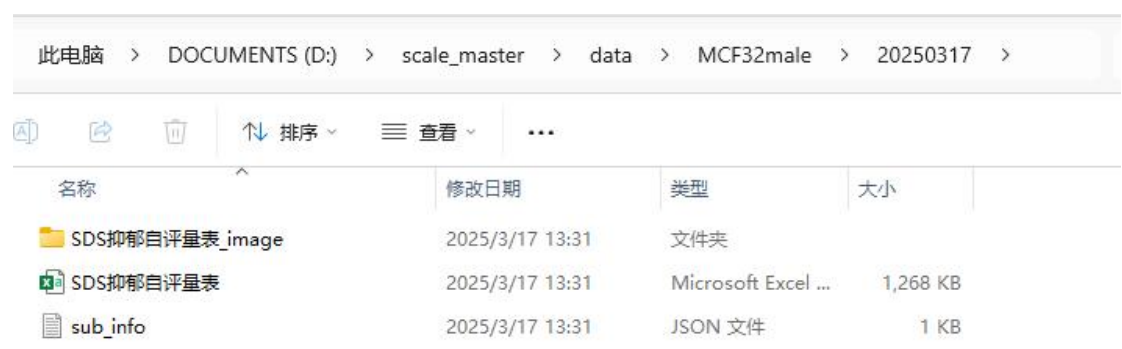 此电脑 > DOCUMENTS (D:) > scale_master > data > MCF32male > 20250317 >
A 排序 查看 ...
名称 修改日期 类型 大小
SDS抑郁自评量表_image 2025/3/17 13:31 文件夹
SDS抑郁自评量表 2025/3/17 13:31 Microsoft Excel ... 1,268 KB
sub_info 2025/3/17 13:31 JSON 文件 1 KB